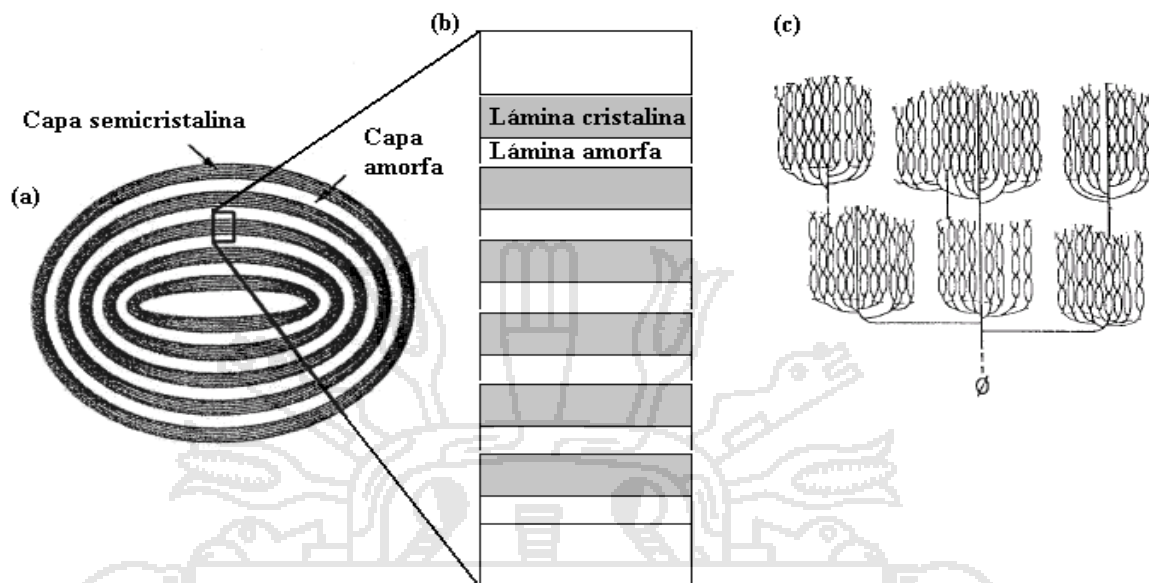 (b)
(c)
Capa semicristalina
Capa
amorfa
(a)
Lámina cristalina
Lámina amorfa
Ø